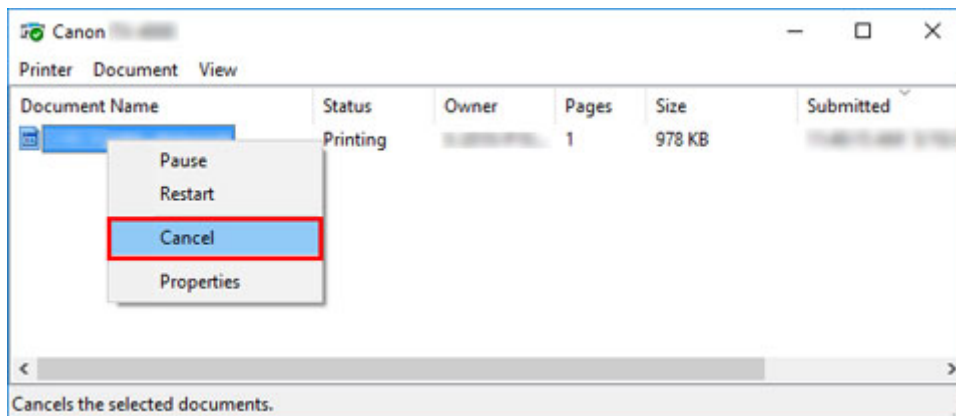 Canon
Printer Document View
Document Name Status Owner Pages Size Submitted
Printing 1 978 KB
Pause
Restart
Cancel
Properties
Cancels the selected documents.